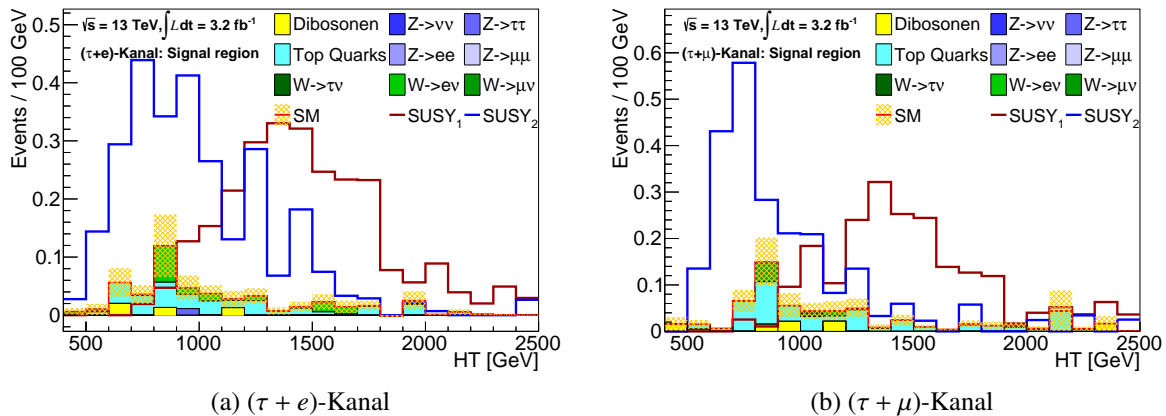 Events / 100 GeV
0.5
0.4
0.3
0.2
0.1
0
√s = 13 TeV,∫Ldt = 3.2 fb⁻¹
(τ+e)-Kanal: Signal region
Dibosonen Z->νν Z->ττ
Top Quarks Z->ee Z->μμ
W->τν W->eν W->μν
SM SUSY₁ SUSY₂
500 1000 1500 2000 2500
HT [GeV]
(a) (τ + e)-Kanal
Events / 100 GeV
0.6
0.5
0.4
0.3
0.2
0.1
0
√s = 13 TeV,∫Ldt = 3.2 fb⁻¹
(τ+μ)-Kanal: Signal region
Dibosonen Z->νν Z->ττ
Top Quarks Z->ee Z->μμ
W->τν W->eν W->μν
SM SUSY₁ SUSY₂
500 1000 1500 2000 2500
HT [GeV]
(b) (τ + μ)-Kanal